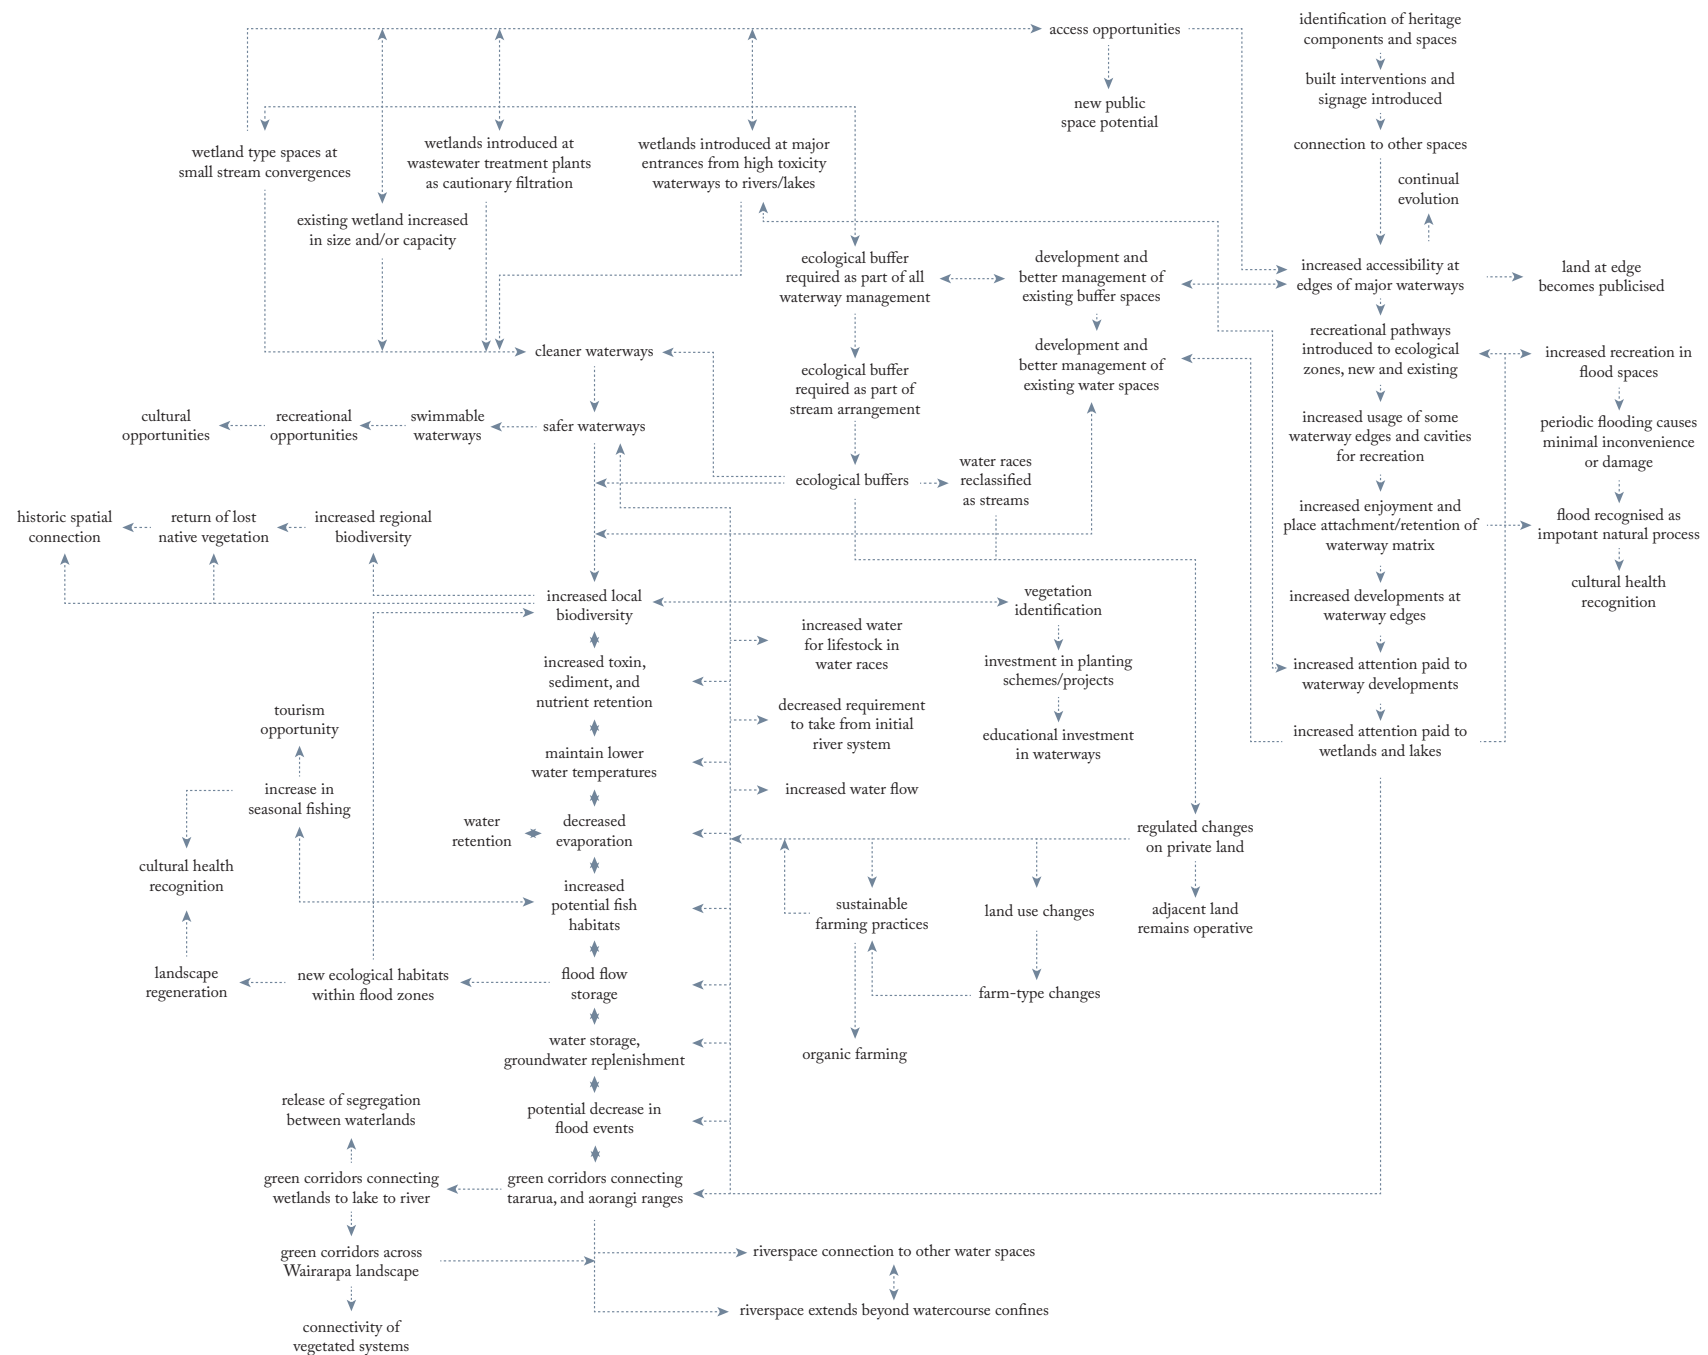 access opportunities
new public
space potential
identification of heritage
components and spaces
built interventions and
signage introduced
connection to other spaces
continual
evolution
wetland type spaces at
small stream convergences
wetlands introduced at
wastewater treatment plants
as cautionary filtration
wetlands introduced at major
entrances from high toxicity
waterways to rivers/lakes
existing wetland increased
in size and/or capacity
ecological buffer
required as part of all
waterway management
development and
better management of
existing buffer spaces
increased accessibility at
edges of major waterways
land at edge
becomes publicised
cleaner waterways
ecological buffer
required as part of
stream arrangement
development and
better management of
existing water spaces
recreational pathways
introduced to ecological
zones, new and existing
increased recreation in
flood spaces
cultural
opportunities
recreational
opportunities
swimmable
waterways
safer waterways
increased usage of some
waterway edges and cavities
for recreation
periodic flooding causes
minimal inconvenience
or damage
ecological buffers
water races
reclassified
as streams
historic spatial
connection
return of lost
native vegetation
increased regional
biodiversity
increased enjoyment and
place attachment/retention of
waterway matrix
flood recognised as
impotant natural process
cultural health
recognition
increased local
biodiversity
vegetation
identification
increased developments at
waterway edges
increased water
for lifestock in
water races
increased toxin,
sediment, and
nutrient retention
investment in planting
schemes/projects
increased attention paid to
waterway developments
tourism
opportunity
decreased requirement
to take from initial
river system
educational investment
in waterways
increased attention paid to
wetlands and lakes
maintain lower
water temperatures
increase in
seasonal fishing
increased water flow
water
retention
decreased
evaporation
regulated changes
on private land
cultural health
recognition
increased
potential fish
habitats
sustainable
farming practices
land use changes
adjacent land
remains operative
landscape
regeneration
new ecological habitats
within flood zones
flood flow
storage
farm-type changes
water storage,
groundwater replenishment
organic farming
release of segregation
between waterlands
potential decrease in
flood events
green corridors connecting
wetlands to lake to river
green corridors connecting
tararua, and aorangi ranges
green corridors across
Wairarapa landscape
riverspace connection to other water spaces
riverspace extends beyond watercourse confines
connectivity of
vegetated systems